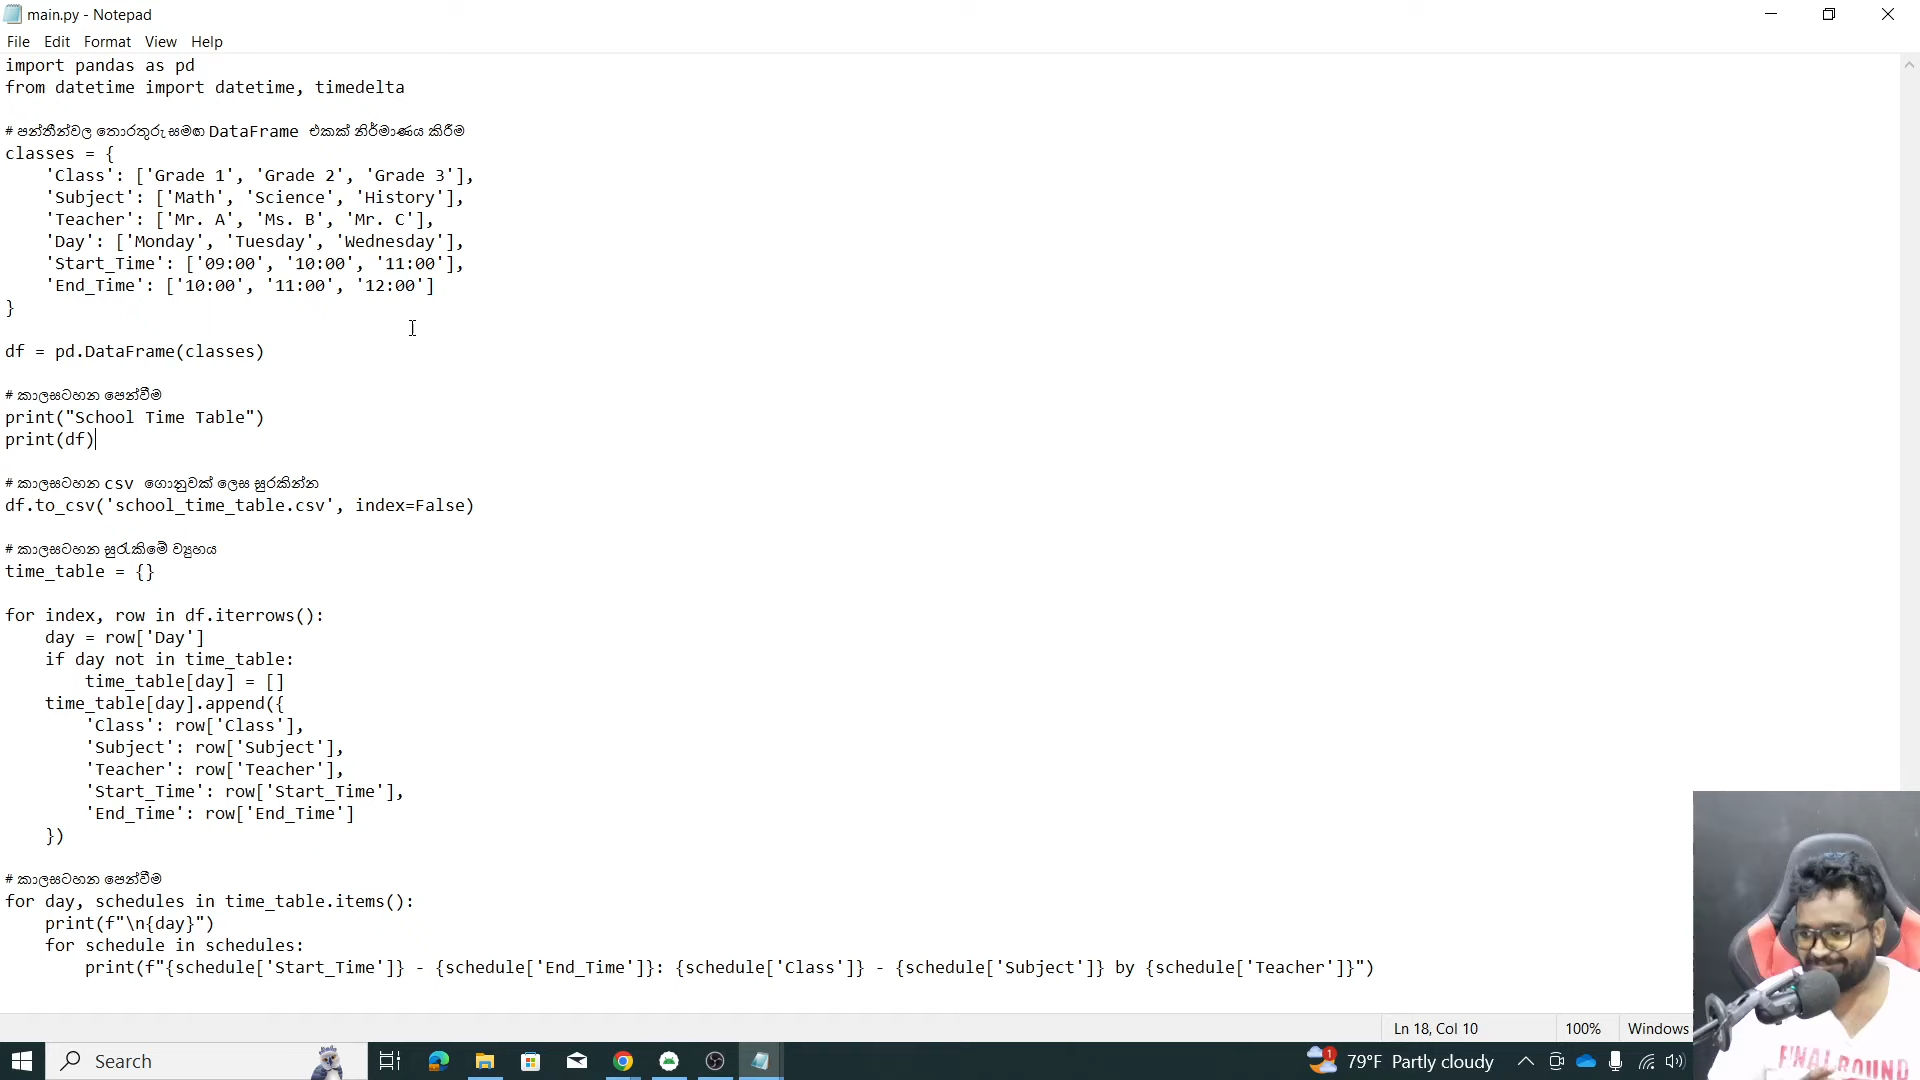 main.py - Notepad
File Edit Format View Help
import pandas as pd
from datetime import datetime, timedelta
# පන්තීන්වල තොරතුරු සමඟ DataFrame එකක් නිර්මාණය කිරීම
classes = {
    'Class': ['Grade 1', 'Grade 2', 'Grade 3'],
    'Subject': ['Math', 'Science', 'History'],
    'Teacher': ['Mr. A', 'Ms. B', 'Mr. C'],
    'Day': ['Monday', 'Tuesday', 'Wednesday'],
    'Start_Time': ['09:00', '10:00', '11:00'],
    'End_Time': ['10:00', '11:00', '12:00']
}
df = pd.DataFrame(classes)
# කාලසටහන පෙන්වීම
print("School Time Table")
print(df)
# කාලසටහන csv ගොනුවක් ලෙස සුරකින්න
df.to_csv('school_time_table.csv', index=False)
# කාලසටහන සුරැකිමේ ව්‍යුහය
time_table = {}
for index, row in df.iterrows():
    day = row['Day']
    if day not in time_table:
        time_table[day] = []
    time_table[day].append({
        'Class': row['Class'],
        'Subject': row['Subject'],
        'Teacher': row['Teacher'],
        'Start_Time': row['Start_Time'],
        'End_Time': row['End_Time']
    })
# කාලසටහන පෙන්වීම
for day, schedules in time_table.items():
    print(f"\n{day}")
    for schedule in schedules:
        print(f"{schedule['Start_Time']} - {schedule['End_Time']}: {schedule['Class']} - {schedule['Subject']} by {schedule['Teacher']}")
Ln 18, Col 10 100% Windows
FINAL ROUND
Search 1 79°F Partly cloudy